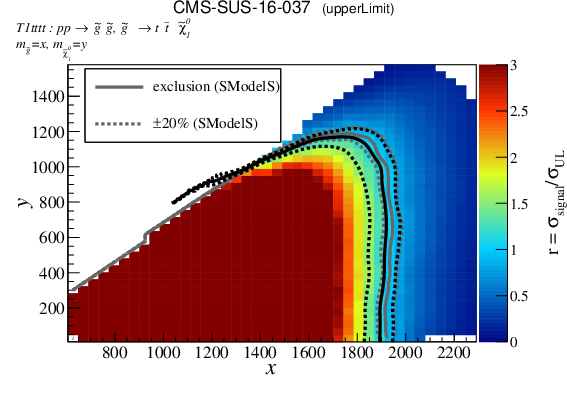 CMS-SUS-16-037 (upperLimit)
T1tttt : pp → g̃ g̃, g̃ → t t̄ χ̃₁⁰
m_g̃=x, m_χ̃₁⁰=y
exclusion (SModelS)
±20% (SModelS)
1400
1200
1000
800
600
400
200
y
800 1000 1200 1400 1600 1800 2000 2200
x
3
2.5
2
1.5
1
0.5
0
r = σ_signal/σ_UL